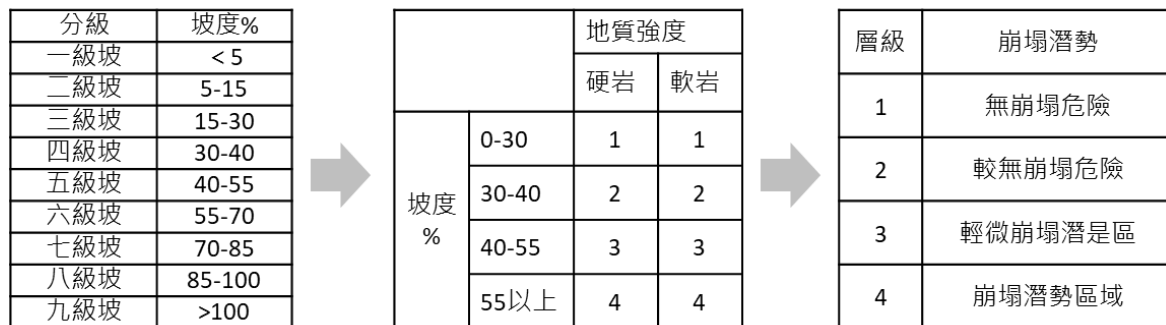 分級 坡度%
一級坡 < 5
二級坡 5-15
三級坡 15-30
四級坡 30-40
五級坡 40-55
六級坡 55-70
七級坡 70-85
八級坡 85-100
九級坡 >100
地質強度
硬岩 軟岩
坡度
%
0-30 1 1
30-40 2 2
40-55 3 3
55以上 4 4
層級 崩塌潛勢
1 無崩塌危險
2 較無崩塌危險
3 輕微崩塌潛是區
4 崩塌潛勢區域